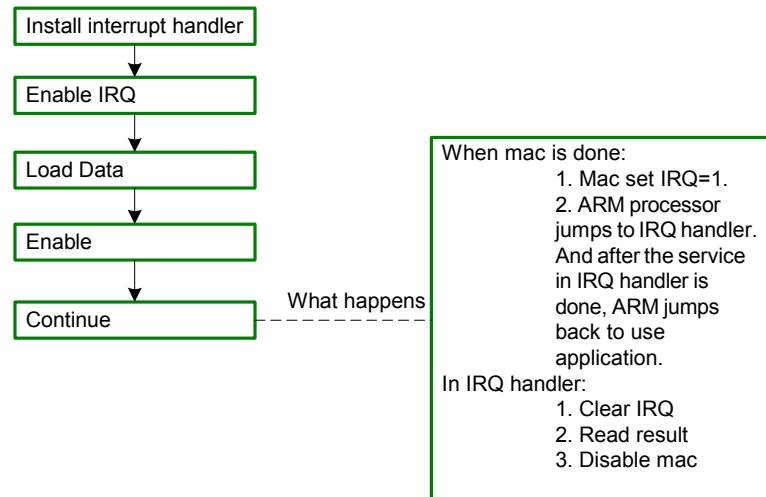 Install interrupt handler
Enable IRQ
Load Data
Enable
Continue
What happens
When mac is done:
1. Mac set IRQ=1.
2. ARM processor
jumps to IRQ handler.
And after the service
in IRQ handler is
done, ARM jumps
back to use
application.
In IRQ handler:
1. Clear IRQ
2. Read result
3. Disable mac